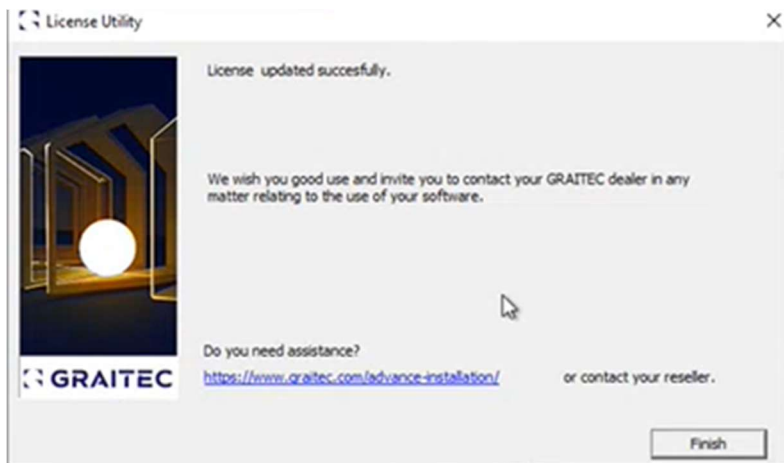 License Utility
License updated succesfully.
We wish you good use and invite you to contact your GRAITEC dealer in any
matter relating to the use of your software.
Do you need assistance?
GRAITEC
https://www.graitec.com/advance-installation/ or contact your reseller.
Finish